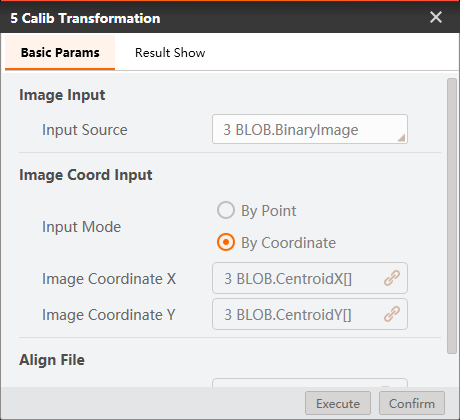 5 Calib Transformation
Basic Params Result Show
Image Input
Input Source 3 BLOB.BinaryImage
Image Coord Input
By Point
Input Mode
By Coordinate
Image Coordinate X 3 BLOB.CentroidX[]
Image Coordinate Y 3 BLOB.CentroidY[]
Align File
Execute Confirm